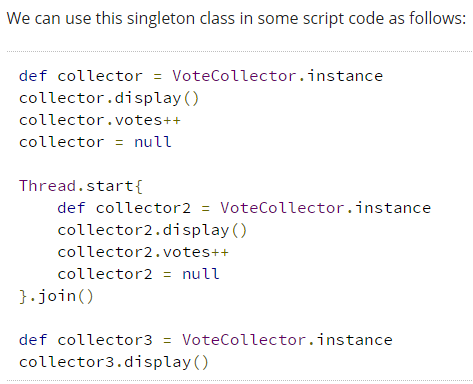 We can use this singleton class in some script code as follows:
def collector = VoteCollector.instance
collector.display()
collector.votes++
collector = null
Thread.start{
    def collector2 = VoteCollector.instance
    collector2.display()
    collector2.votes++
    collector2 = null
}.join()
def collector3 = VoteCollector.instance
collector3.display()